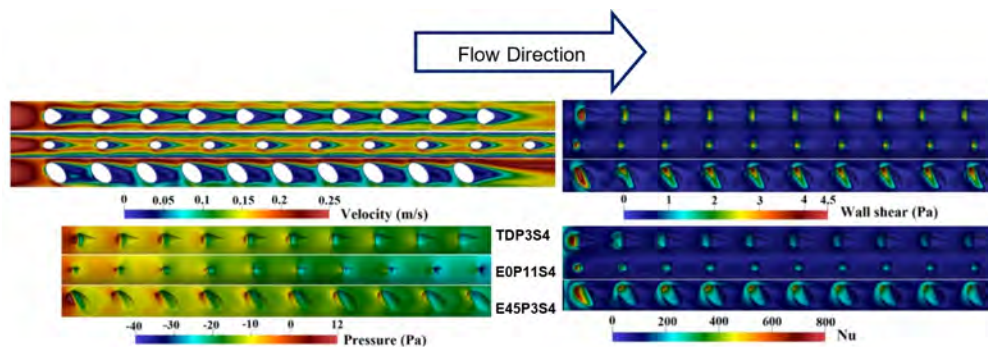 Flow Direction
0 0.05 0.1 0.15 0.2 0.25
Velocity (m/s)
0 1 2 3 4 4.5
Wall shear (Pa)
TDP3S4
E0P11S4
E45P3S4
-40 -30 -20 -10 0 12
Pressure (Pa)
0 200 400 600 800
Nu